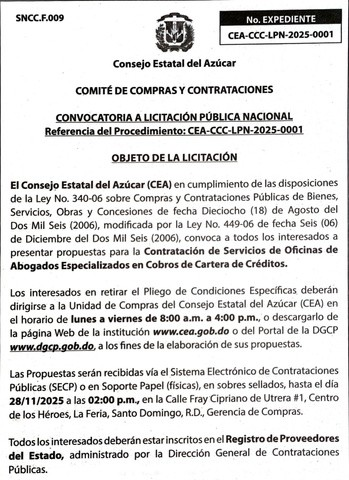 SNCC.F.009
No. EXPEDIENTE
CEA-CCC-LPN-2025-0001
Consejo Estatal del Azúcar
COMITÉ DE COMPRAS Y CONTRATACIONES
CONVOCATORIA A LICITACIÓN PÚBLICA NACIONAL
Referencia del Procedimiento: CEA-CCC-LPN-2025-0001
OBJETO DE LA LICITACIÓN
El Consejo Estatal del Azúcar (CEA) en cumplimiento de las disposiciones
de la Ley No. 340-06 sobre Compras y Contrataciones Públicas de Bienes,
Servicios, Obras y Concesiones de fecha Dieciocho (18) de Agosto del
Dos Mil Seis (2006), modificada por la Ley No. 449-06 de fecha Seis (06)
de Diciembre del Dos Mil Seis (2006), convoca a todos los interesados a
presentar propuestas para la Contratación de Servicios de Oficinas de
Abogados Especializados en Cobros de Cartera de Créditos.
Los interesados en retirar el Pliego de Condiciones Específicas deberán
dirigirse a la Unidad de Compras del Consejo Estatal del Azúcar (CEA) en
el horario de lunes a viernes de 8:00 a.m. a 4:00 p.m., o descargarlo de
la página Web de la institución www.cea.gob.do o del Portal de la DGCP
www.dgcp.gob.do, a los fines de la elaboración de sus propuestas.
Las Propuestas serán recibidas vía el Sistema Electrónico de Contrataciones
Públicas (SECP) o en Soporte Papel (físicas), en sobres sellados, hasta el día
28/11/2025 a las 02:00 p.m., en la Calle Fray Cipriano de Utrera #1, Centro
de los Héroes, La Feria, Santo Domingo, R.D., Gerencia de Compras.
Todos los interesados deberán estar inscritos en el Registro de Proveedores
del Estado, administrado por la Dirección General de Contrataciones
Públicas.